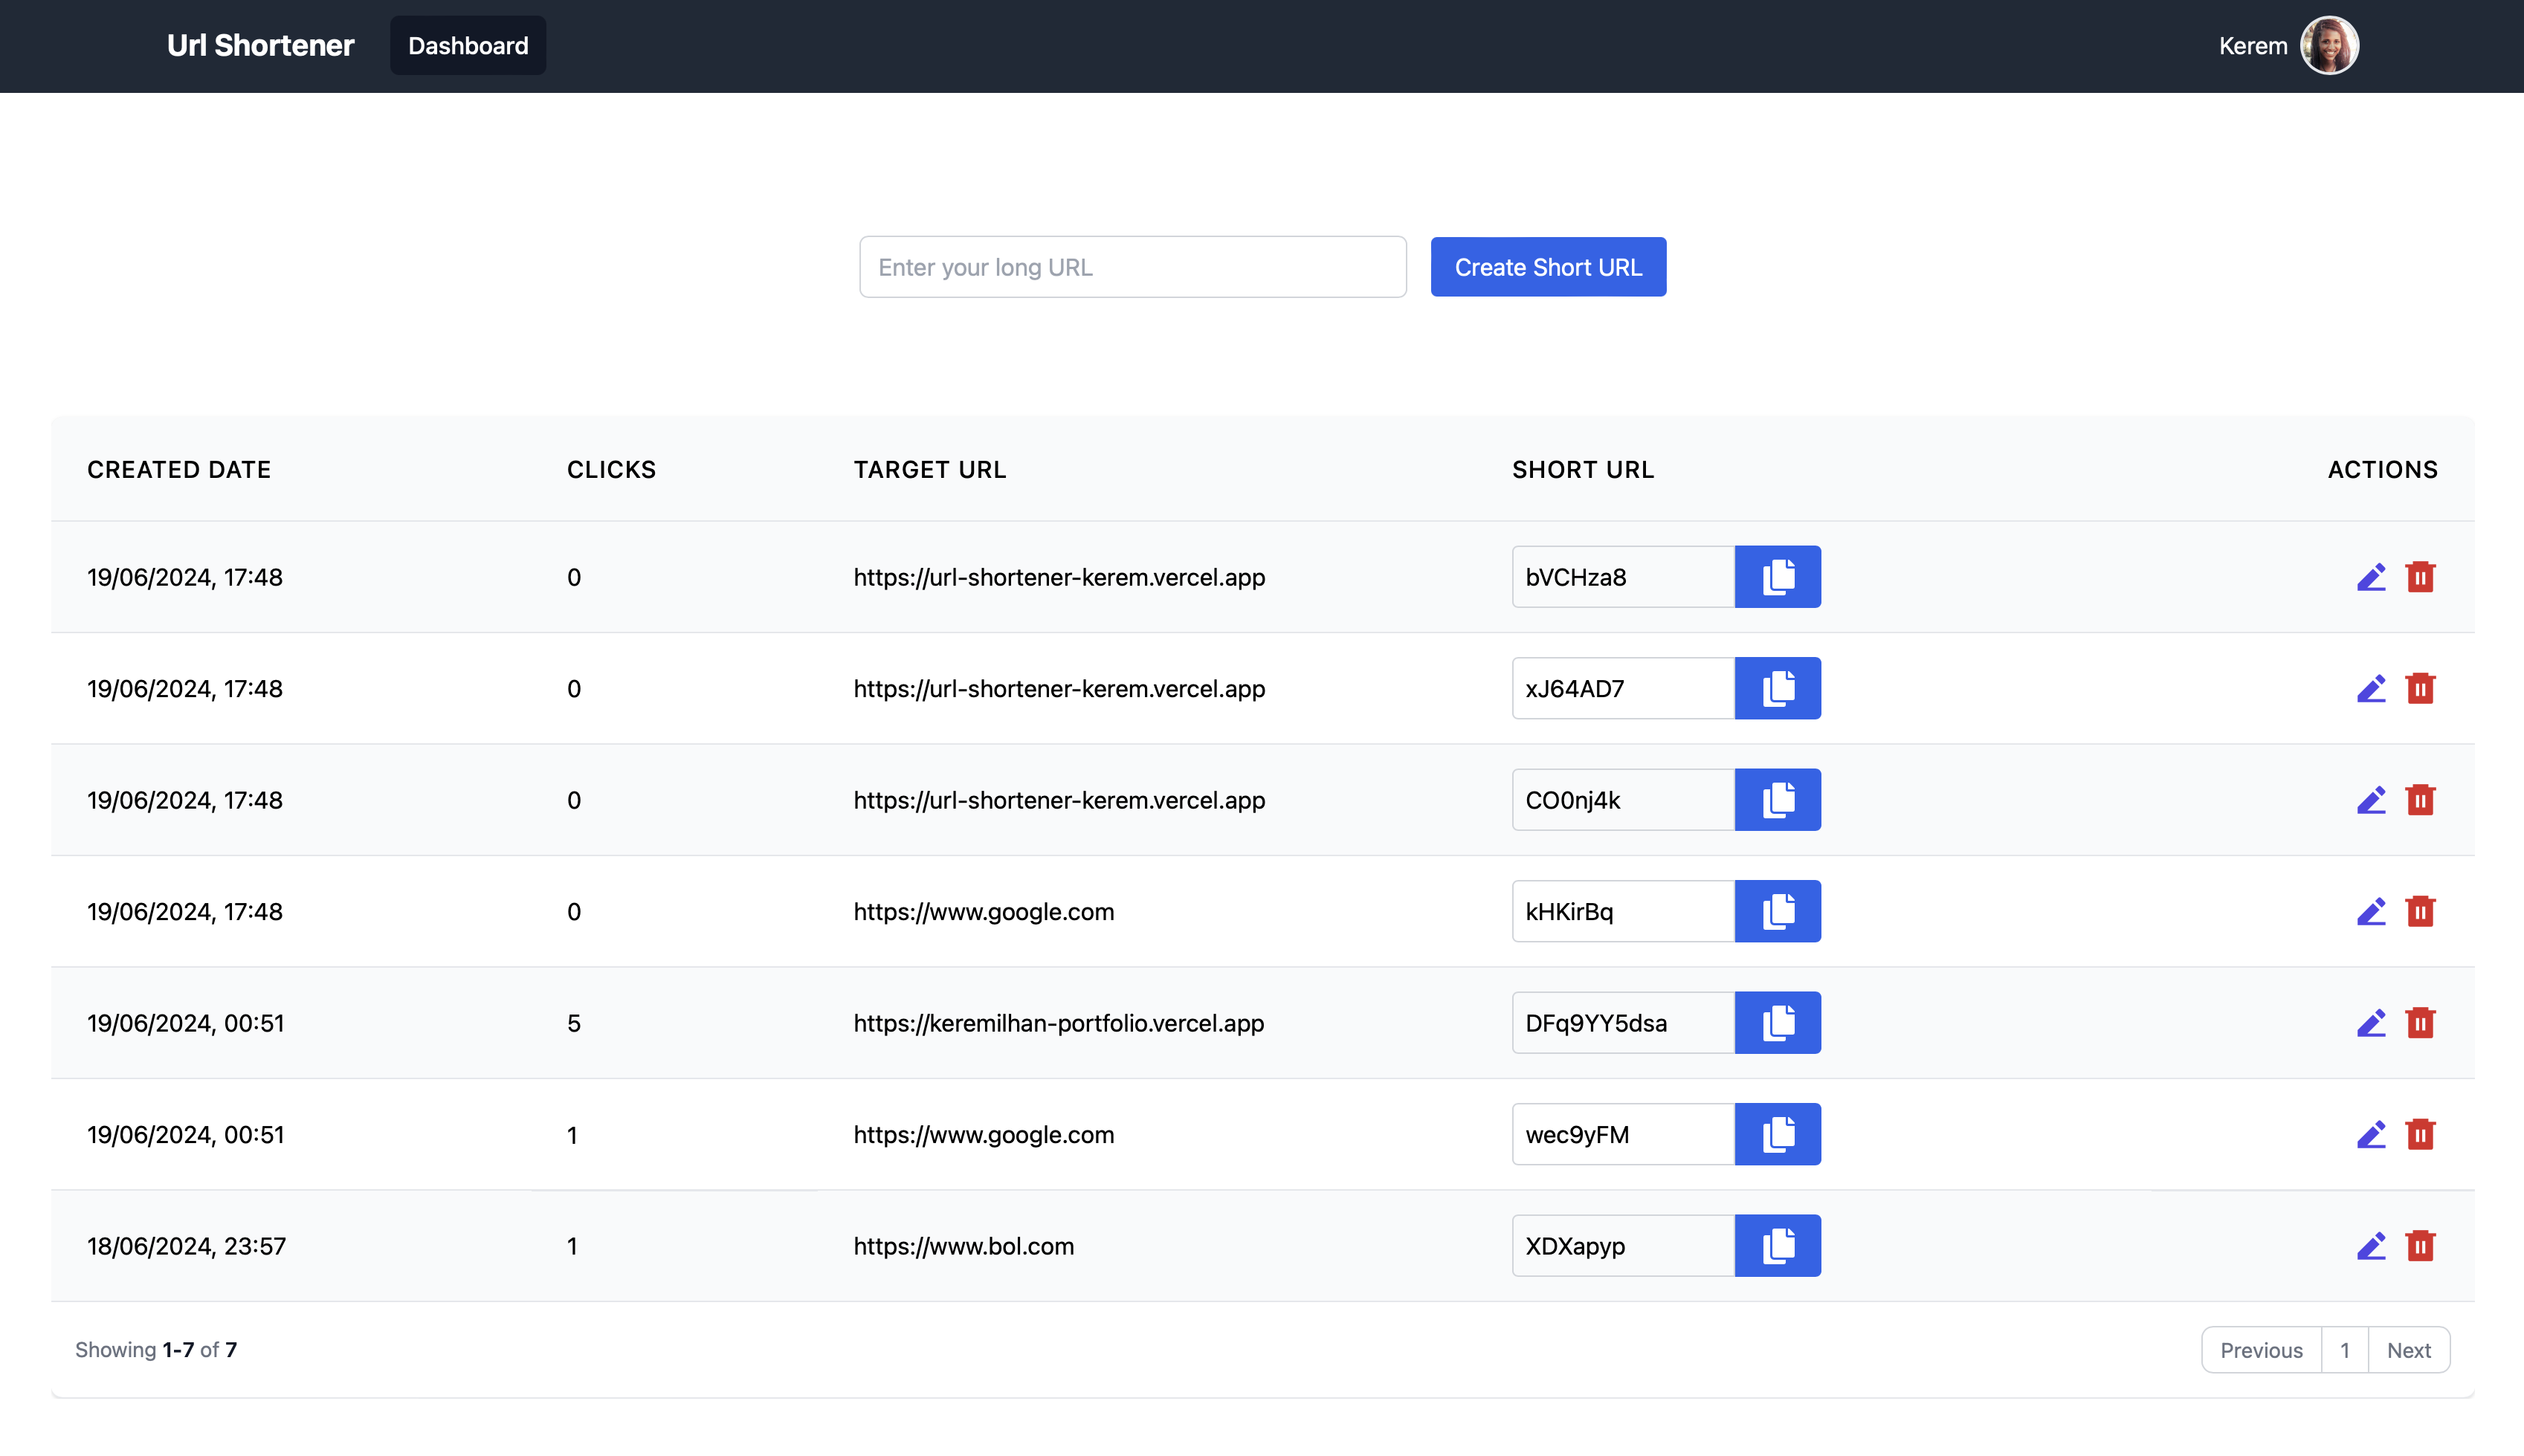 Url Shortener Dashboard Kerem
Enter your long URL Create Short URL
CREATED DATE CLICKS TARGET URL SHORT URL ACTIONS
19/06/2024, 17:48 0 https://url-shortener-kerem.vercel.app bVCHza8
19/06/2024, 17:48 0 https://url-shortener-kerem.vercel.app xJ64AD7
19/06/2024, 17:48 0 https://url-shortener-kerem.vercel.app CO0nj4k
19/06/2024, 17:48 0 https://www.google.com kHKirBq
19/06/2024, 00:51 5 https://keremilhan-portfolio.vercel.app DFq9YY5dsa
19/06/2024, 00:51 1 https://www.google.com wec9yFM
18/06/2024, 23:57 1 https://www.bol.com XDXapyp
Showing 1-7 of 7 Previous 1 Next